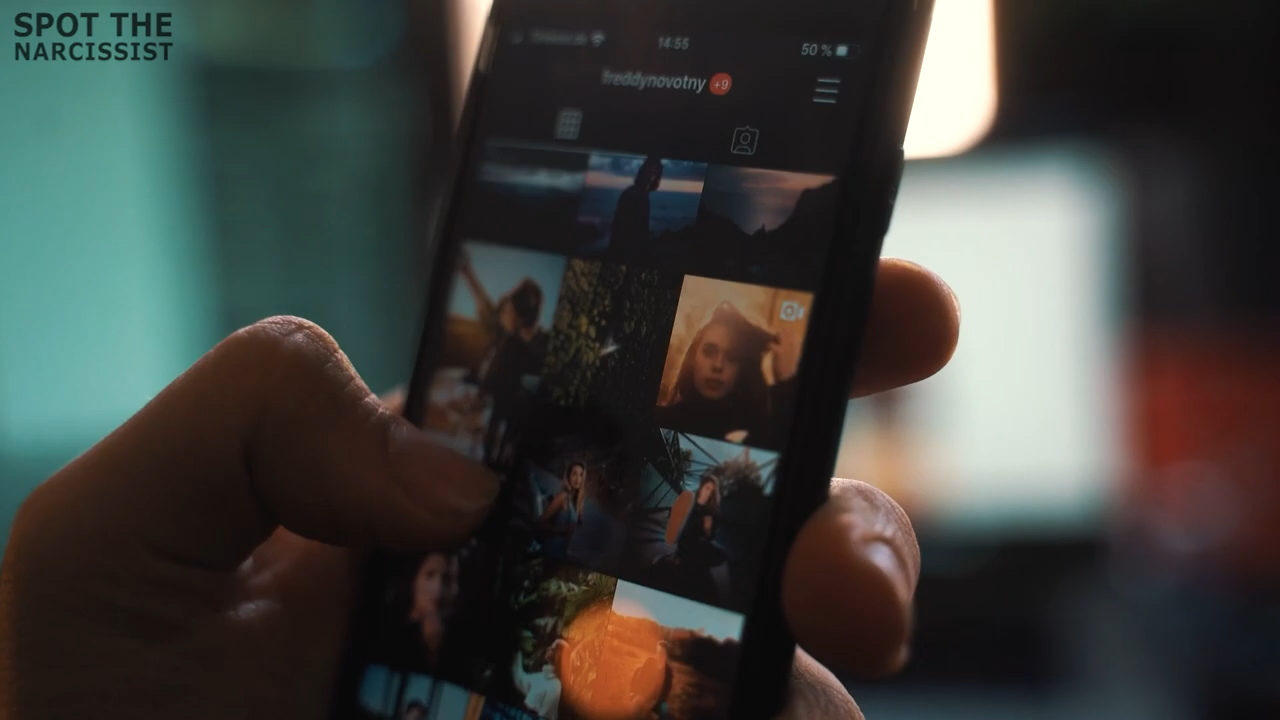 SPOT THE
NARCISSIST
14:55
50 %
freddynovotny +9